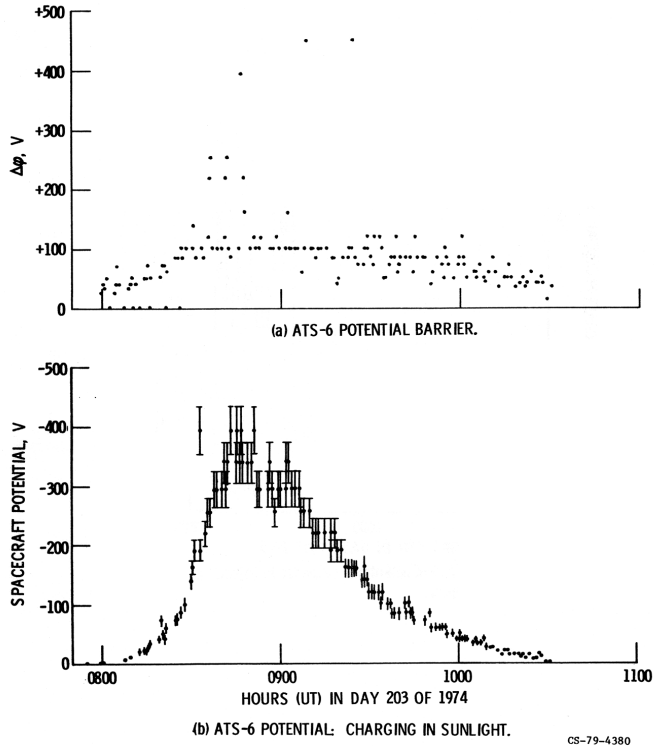 +500
+400
+300
+200
+100
0
Δφ, V
(a) ATS-6 POTENTIAL BARRIER.
-500
-400
-300
-200
-100
0
SPACECRAFT POTENTIAL, V
0800 0900 1000 1100
HOURS (UT) IN DAY 203 OF 1974
(b) ATS-6 POTENTIAL: CHARGING IN SUNLIGHT.
CS-79-4380